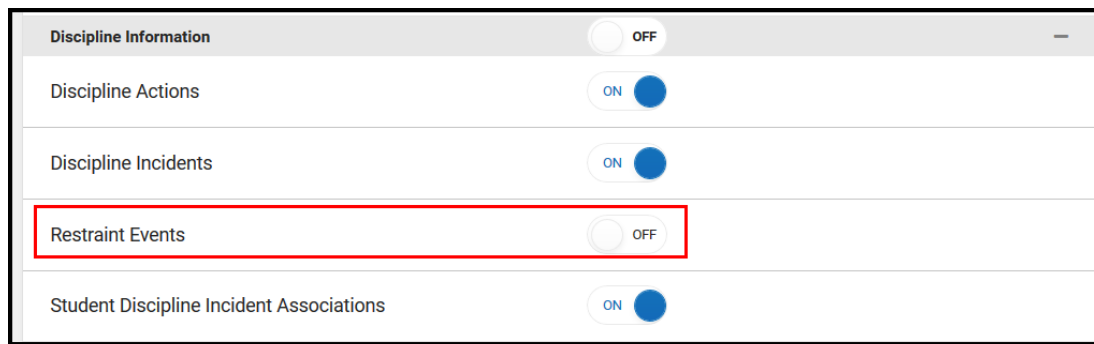 Discipline Information OFF
Discipline Actions ON
Discipline Incidents ON
Restraint Events OFF
Student Discipline Incident Associations ON